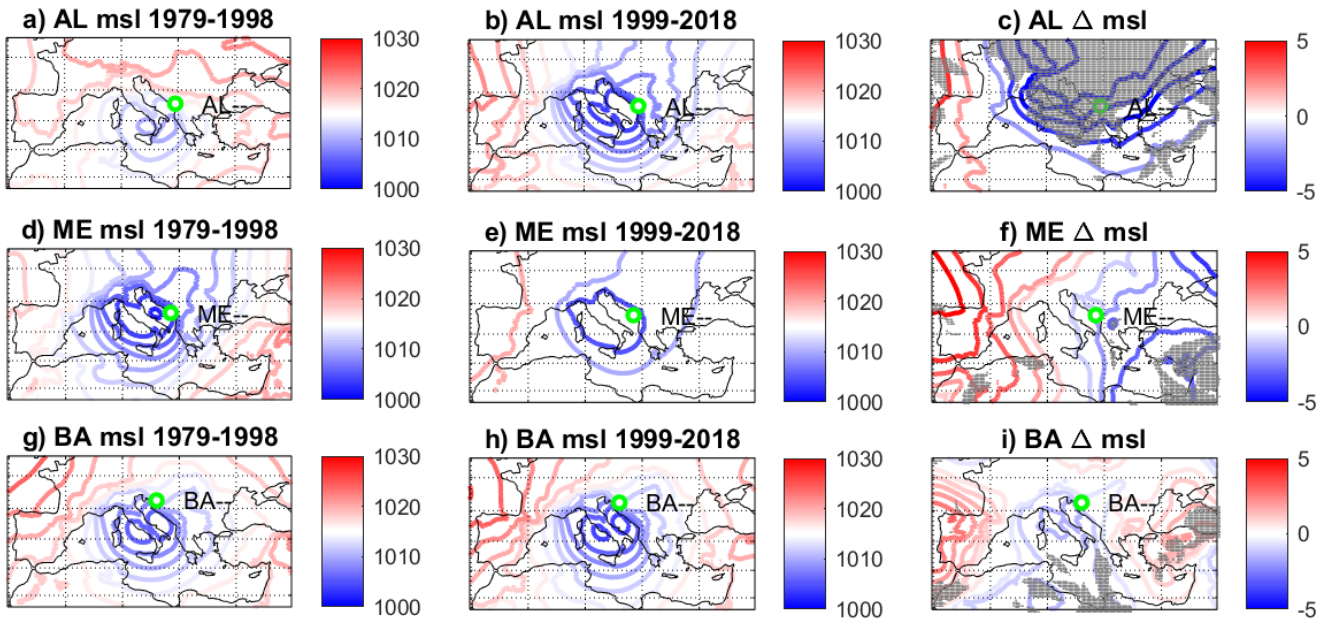 a) AL msl 1979-1998
1030
1020
1010
1000
AL--
b) AL msl 1999-2018
1030
1020
1010
1000
AL--
c) AL Δ msl
5
0
-5
AL--
d) ME msl 1979-1998
1030
1020
1010
1000
ME--
e) ME msl 1999-2018
1030
1020
1010
1000
ME--
f) ME Δ msl
5
0
-5
ME--
g) BA msl 1979-1998
1030
1020
1010
1000
BA--
h) BA msl 1999-2018
1030
1020
1010
1000
BA--
i) BA Δ msl
5
0
-5
BA--